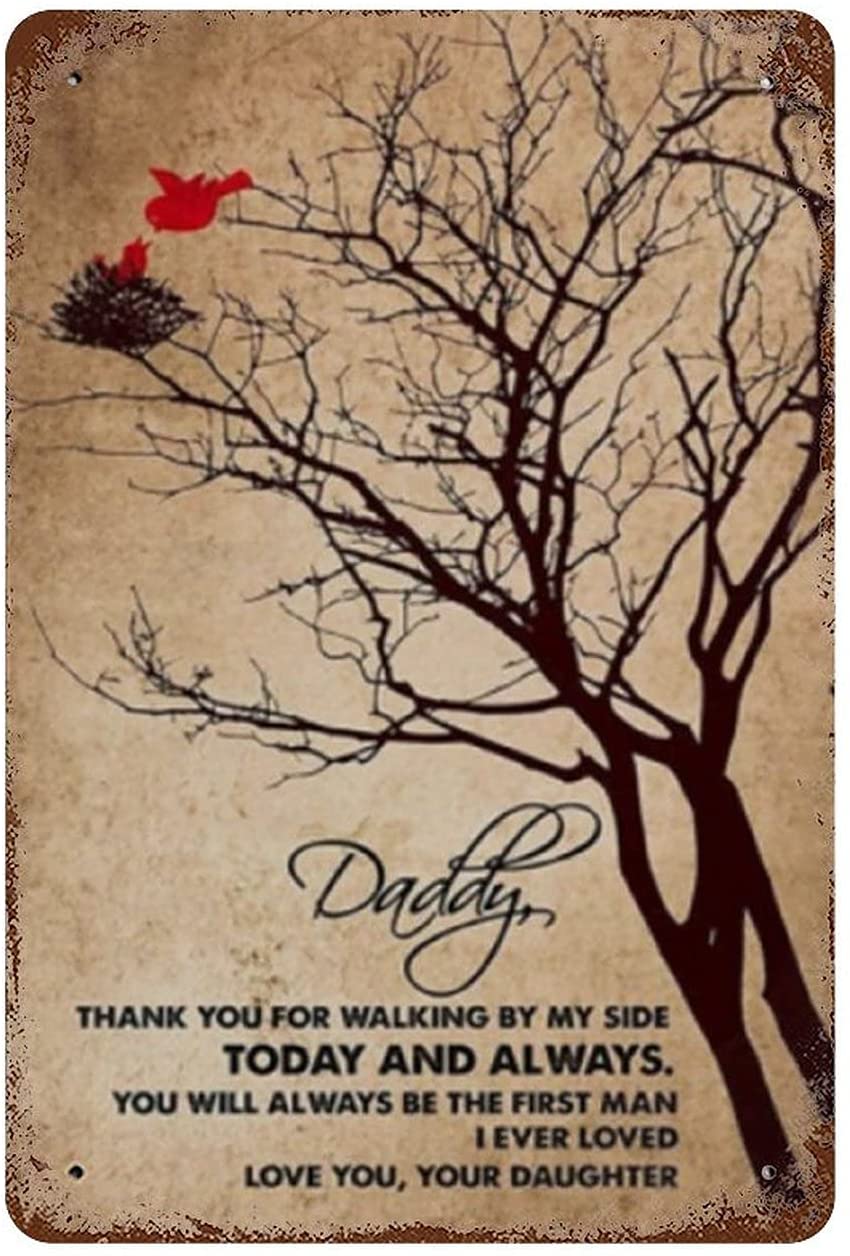 Daddy,
THANK YOU FOR WALKING BY MY SIDE
TODAY AND ALWAYS.
YOU WILL ALWAYS BE THE FIRST MAN
I EVER LOVED
LOVE YOU, YOUR DAUGHTER